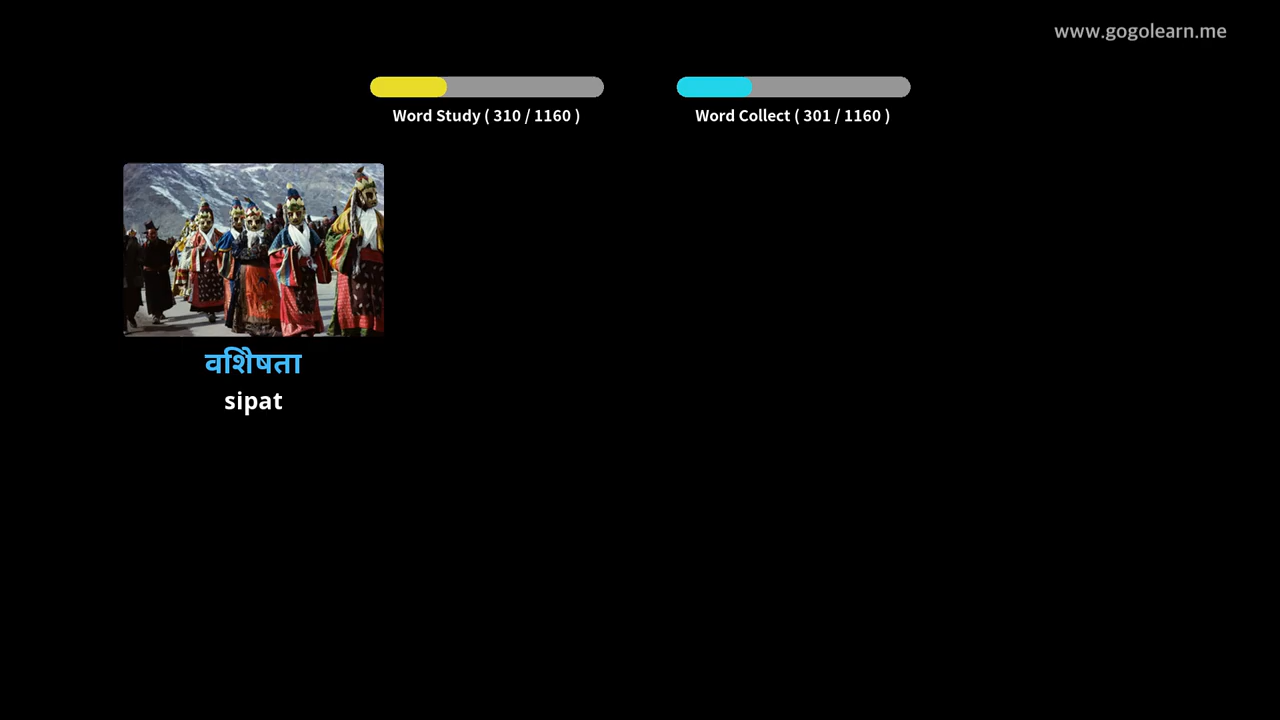 www.gogolearn.me
Word Study ( 310 / 1160 )
Word Collect ( 301 / 1160 )
वशिेषता
sipat